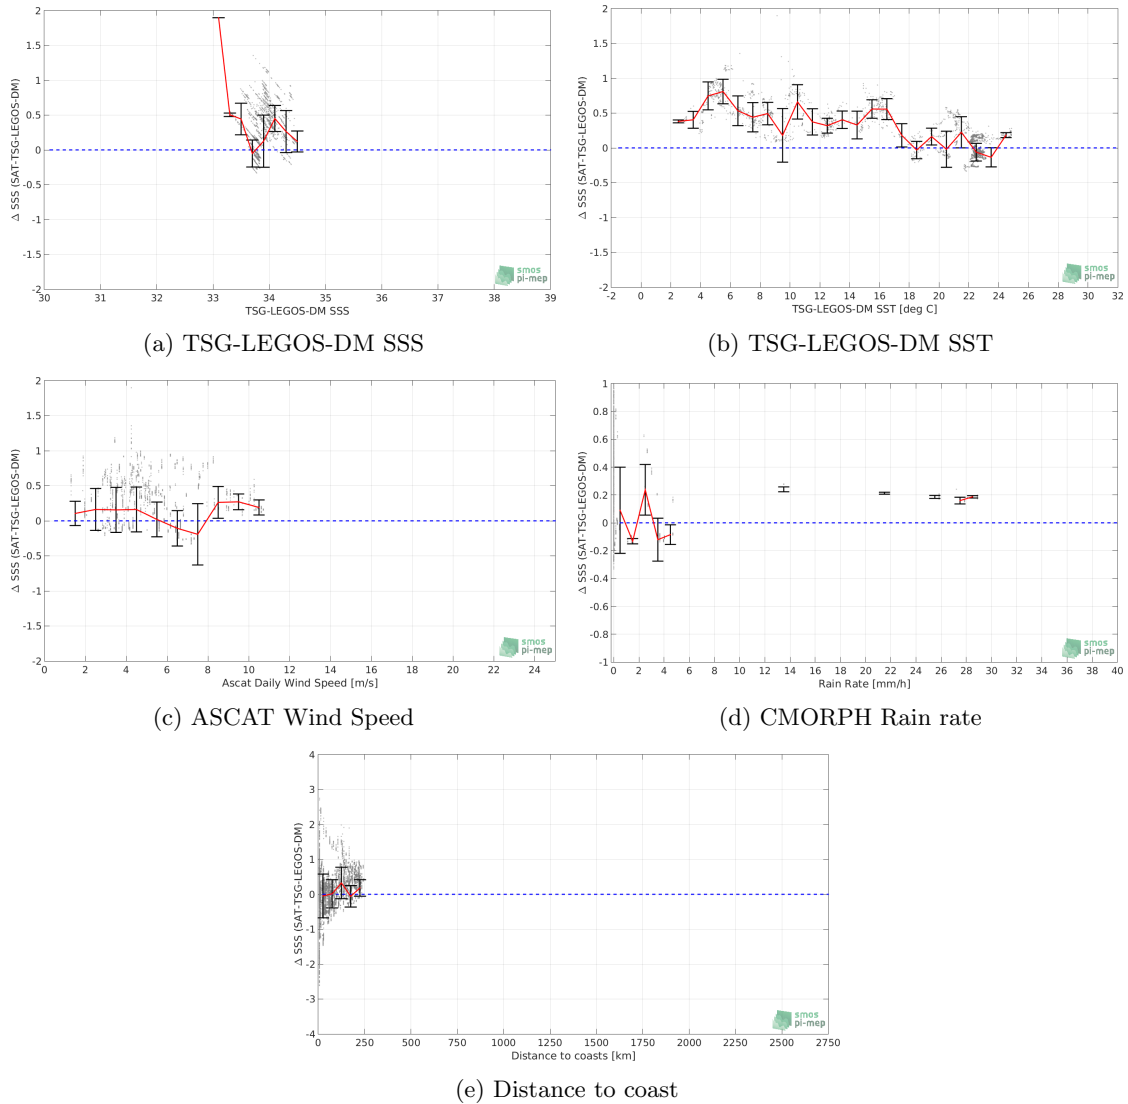 2
1.5
1
0.5
0
-0.5
-1
-1.5
-2
Δ SSS (SAT-TSG-LEGOS-DM)
30 31 32 33 34 35 36 37 38 39
TSG-LEGOS-DM SSS
smos
pi-mep
(a) TSG-LEGOS-DM SSS
2
1.5
1
0.5
0
-0.5
-1
-1.5
-2
Δ SSS (SAT-TSG-LEGOS-DM)
-2 0 2 4 6 8 10 12 14 16 18 20 22 24 26 28 30 32
TSG-LEGOS-DM SST [deg C]
smos
pi-mep
(b) TSG-LEGOS-DM SST
2
1.5
1
0.5
0
-0.5
-1
-1.5
-2
Δ SSS (SAT-TSG-LEGOS-DM)
2 4 6 8 10 12 14 16 18 20 22 24
Ascat Daily Wind Speed [m/s]
smos
pi-mep
(c) ASCAT Wind Speed
1
0.8
0.6
0.4
0.2
0
-0.2
-0.4
-0.6
-0.8
-1
Δ SSS (SAT-TSG-LEGOS-DM)
0 2 4 6 8 10 12 14 16 18 20 22 24 26 28 30 32 34 36 38 40
Rain Rate [mm/h]
smos
pi-mep
(d) CMORPH Rain rate
4
3
2
1
0
-1
-2
-3
-4
Δ SSS (SAT-TSG-LEGOS-DM)
0 250 500 750 1000 1250 1500 1750 2000 2250 2500 2750
Distance to coasts [km]
smos
pi-mep
(e) Distance to coast